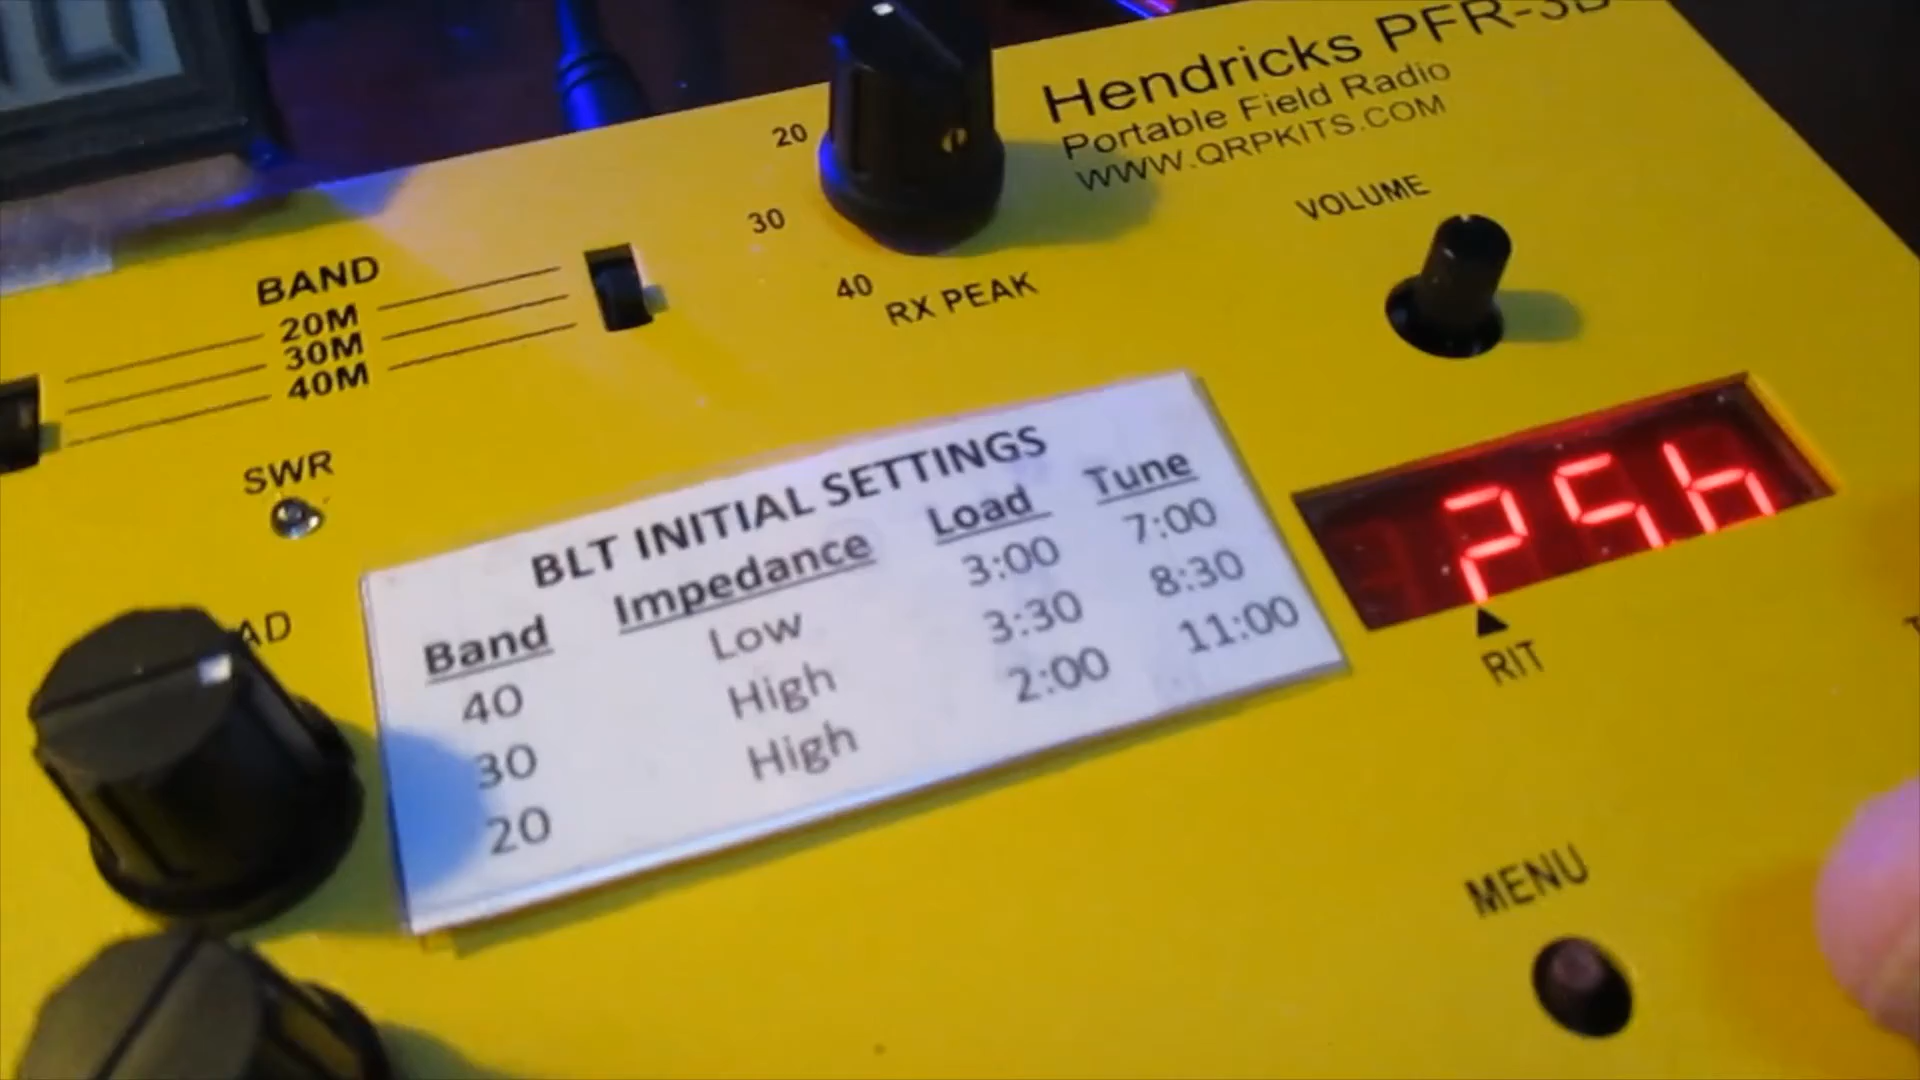 Hendricks PFR-3B
Portable Field Radio
WWW.QRPKITS.COM
20
30
40
RX PEAK
VOLUME
BAND
20M
30M
40M
SWR
BLT INITIAL SETTINGS
Band Impedance Load Tune
40 Low 3:00 7:00
30 High 3:30 8:30
20 High 2:00 11:00
RIT
MENU